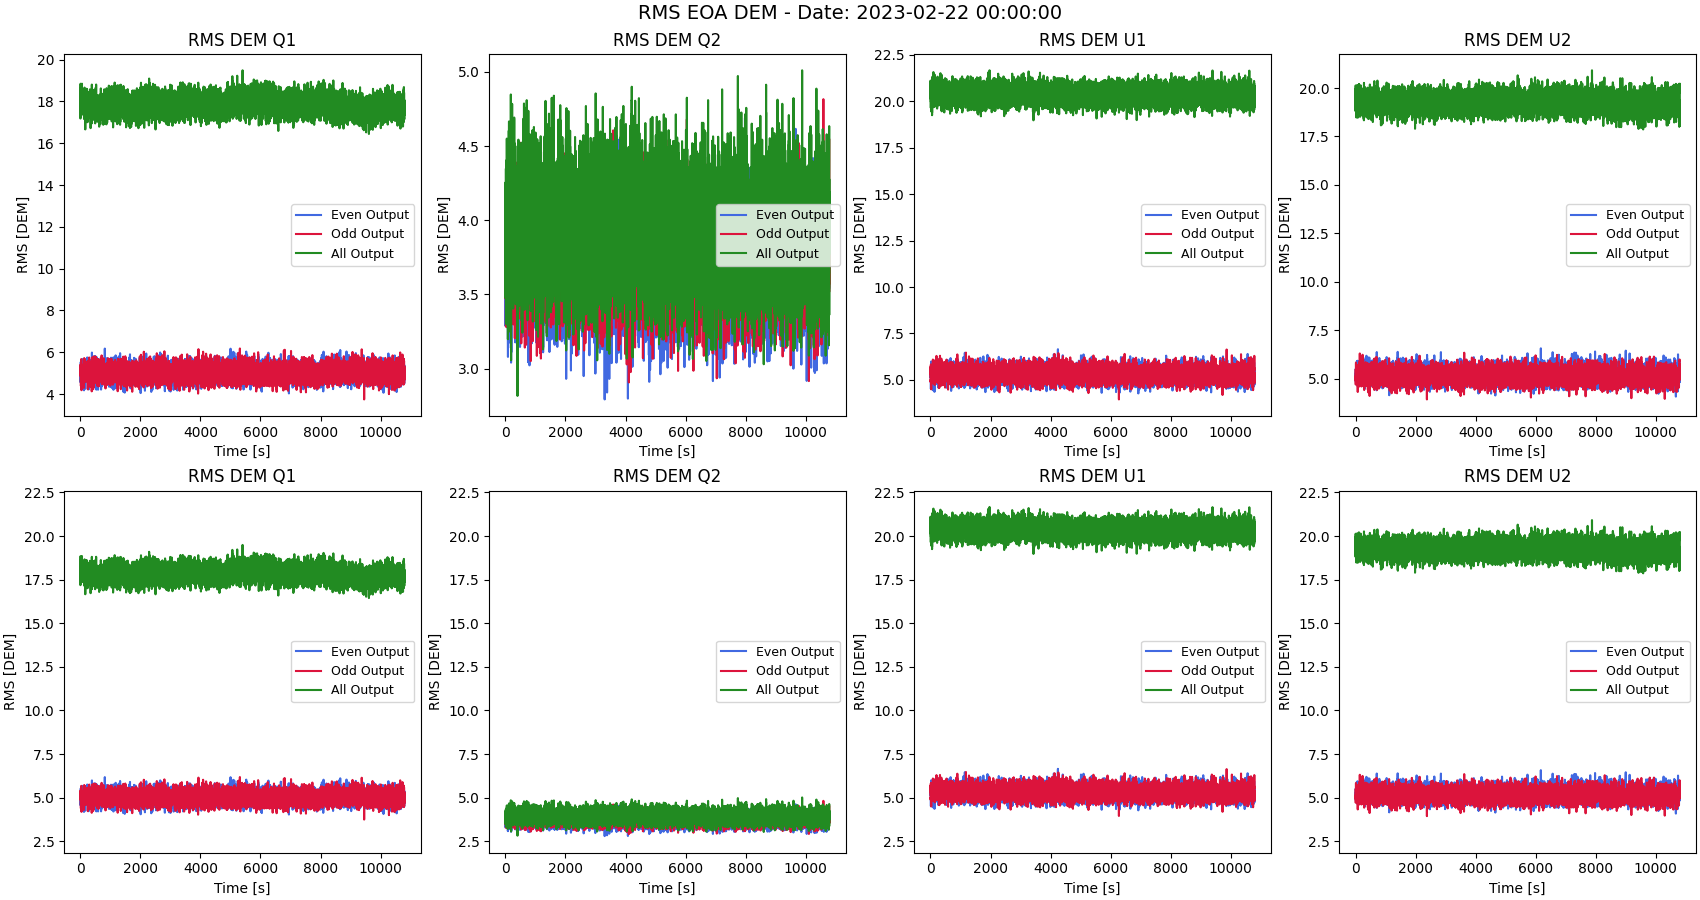 RMS EOA DEM - Date: 2023-02-22 00:00:00
RMS DEM Q1
RMS DEM Q2
RMS DEM U1
RMS DEM U2
RMS [DEM]
20
18
16
14
12
10
8
6
4
Even Output
Odd Output
All Output
0 2000 4000 6000 8000 10000
Time [s]
RMS [DEM]
5.0
4.5
4.0
3.5
3.0
Even Output
Odd Output
All Output
0 2000 4000 6000 8000 10000
Time [s]
RMS [DEM]
22.5
20.0
17.5
15.0
12.5
10.0
7.5
5.0
Even Output
Odd Output
All Output
0 2000 4000 6000 8000 10000
Time [s]
RMS [DEM]
20.0
17.5
15.0
12.5
10.0
7.5
5.0
Even Output
Odd Output
All Output
0 2000 4000 6000 8000 10000
Time [s]
RMS DEM Q1
RMS DEM Q2
RMS DEM U1
RMS DEM U2
RMS [DEM]
22.5
20.0
17.5
15.0
12.5
10.0
7.5
5.0
2.5
Even Output
Odd Output
All Output
0 2000 4000 6000 8000 10000
Time [s]
RMS [DEM]
22.5
20.0
17.5
15.0
12.5
10.0
7.5
5.0
2.5
Even Output
Odd Output
All Output
0 2000 4000 6000 8000 10000
Time [s]
RMS [DEM]
22.5
20.0
17.5
15.0
12.5
10.0
7.5
5.0
2.5
Even Output
Odd Output
All Output
0 2000 4000 6000 8000 10000
Time [s]
RMS [DEM]
22.5
20.0
17.5
15.0
12.5
10.0
7.5
5.0
2.5
Even Output
Odd Output
All Output
0 2000 4000 6000 8000 10000
Time [s]